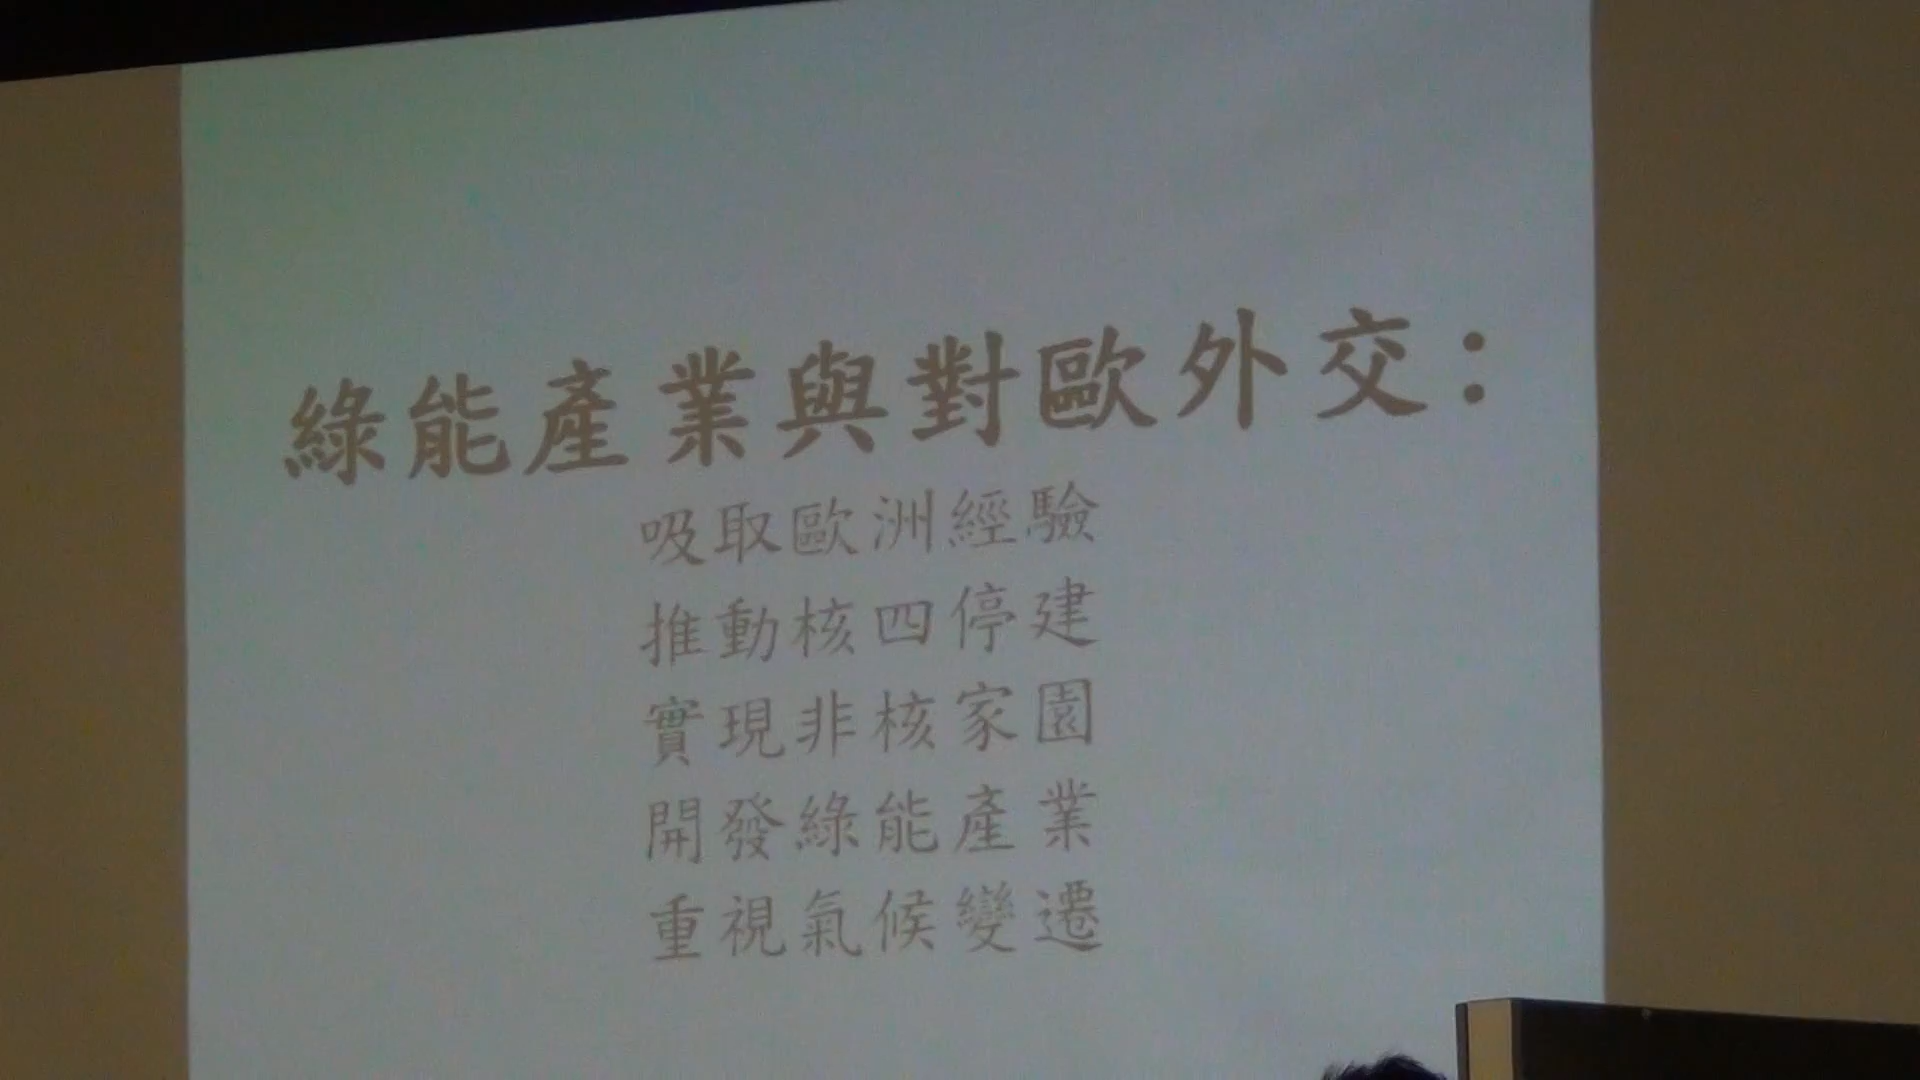 綠能產業與對歐外交：
吸取歐洲經驗
推動核四停建
實現非核家園
開發綠能產業
重視氣候變遷